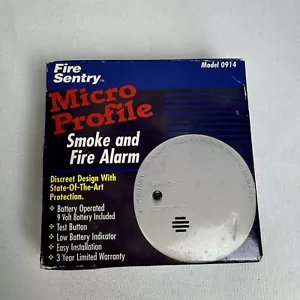 Fire
Sentry™
Model 0914
Micro
Profile
Smoke and
Fire Alarm
Discreet Design With
State-Of-The-Art
Protection.
• Battery Operated
9 Volt Battery Included
• Test Button
• Low Battery Indicator
• Easy Installation
• 3 Year Limited Warranty